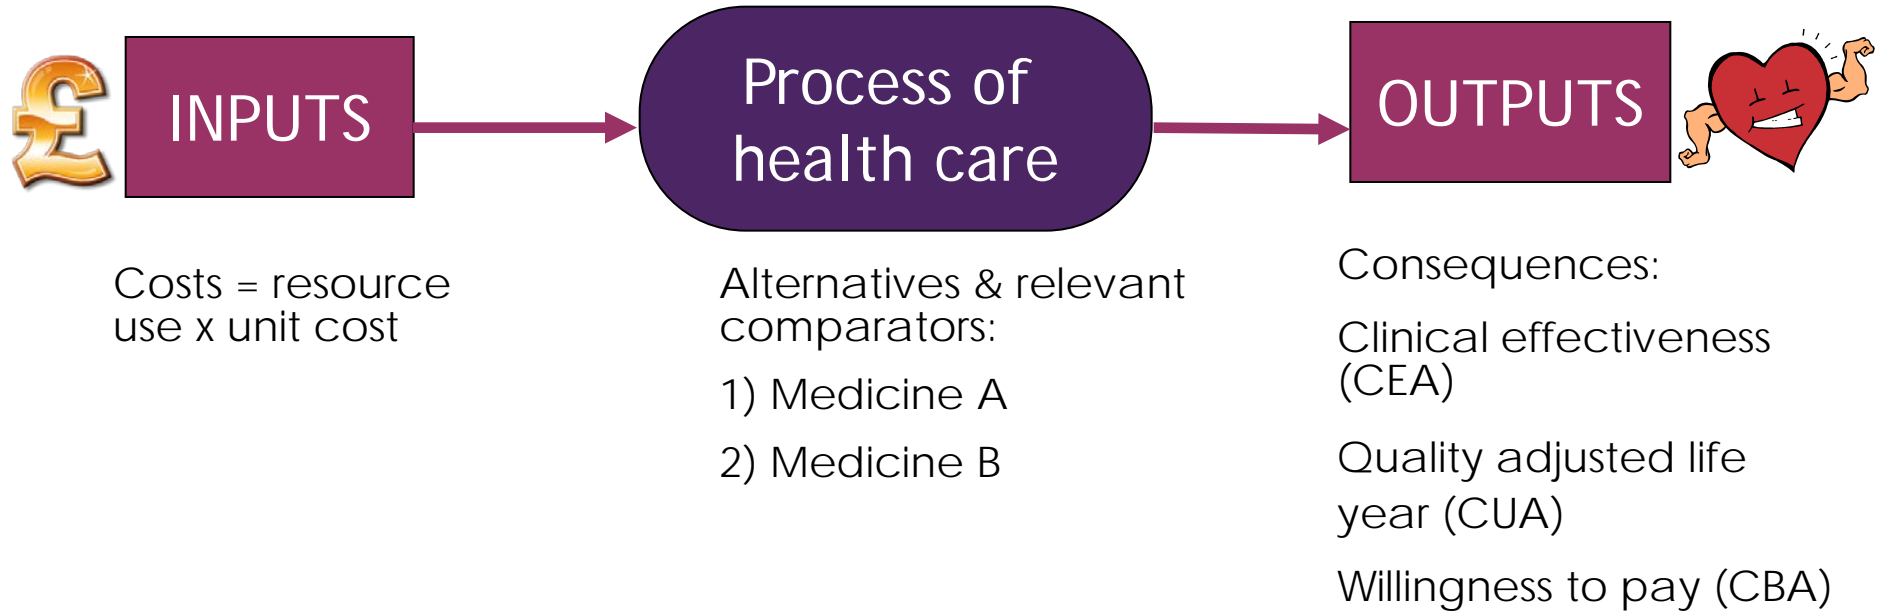 INPUTS
Process of
health care
OUTPUTS
Costs = resource
use x unit cost
Alternatives & relevant
comparators:
1) Medicine A
2) Medicine B
Consequences:
Clinical effectiveness
(CEA)
Quality adjusted life
year (CUA)
Willingness to pay (CBA)